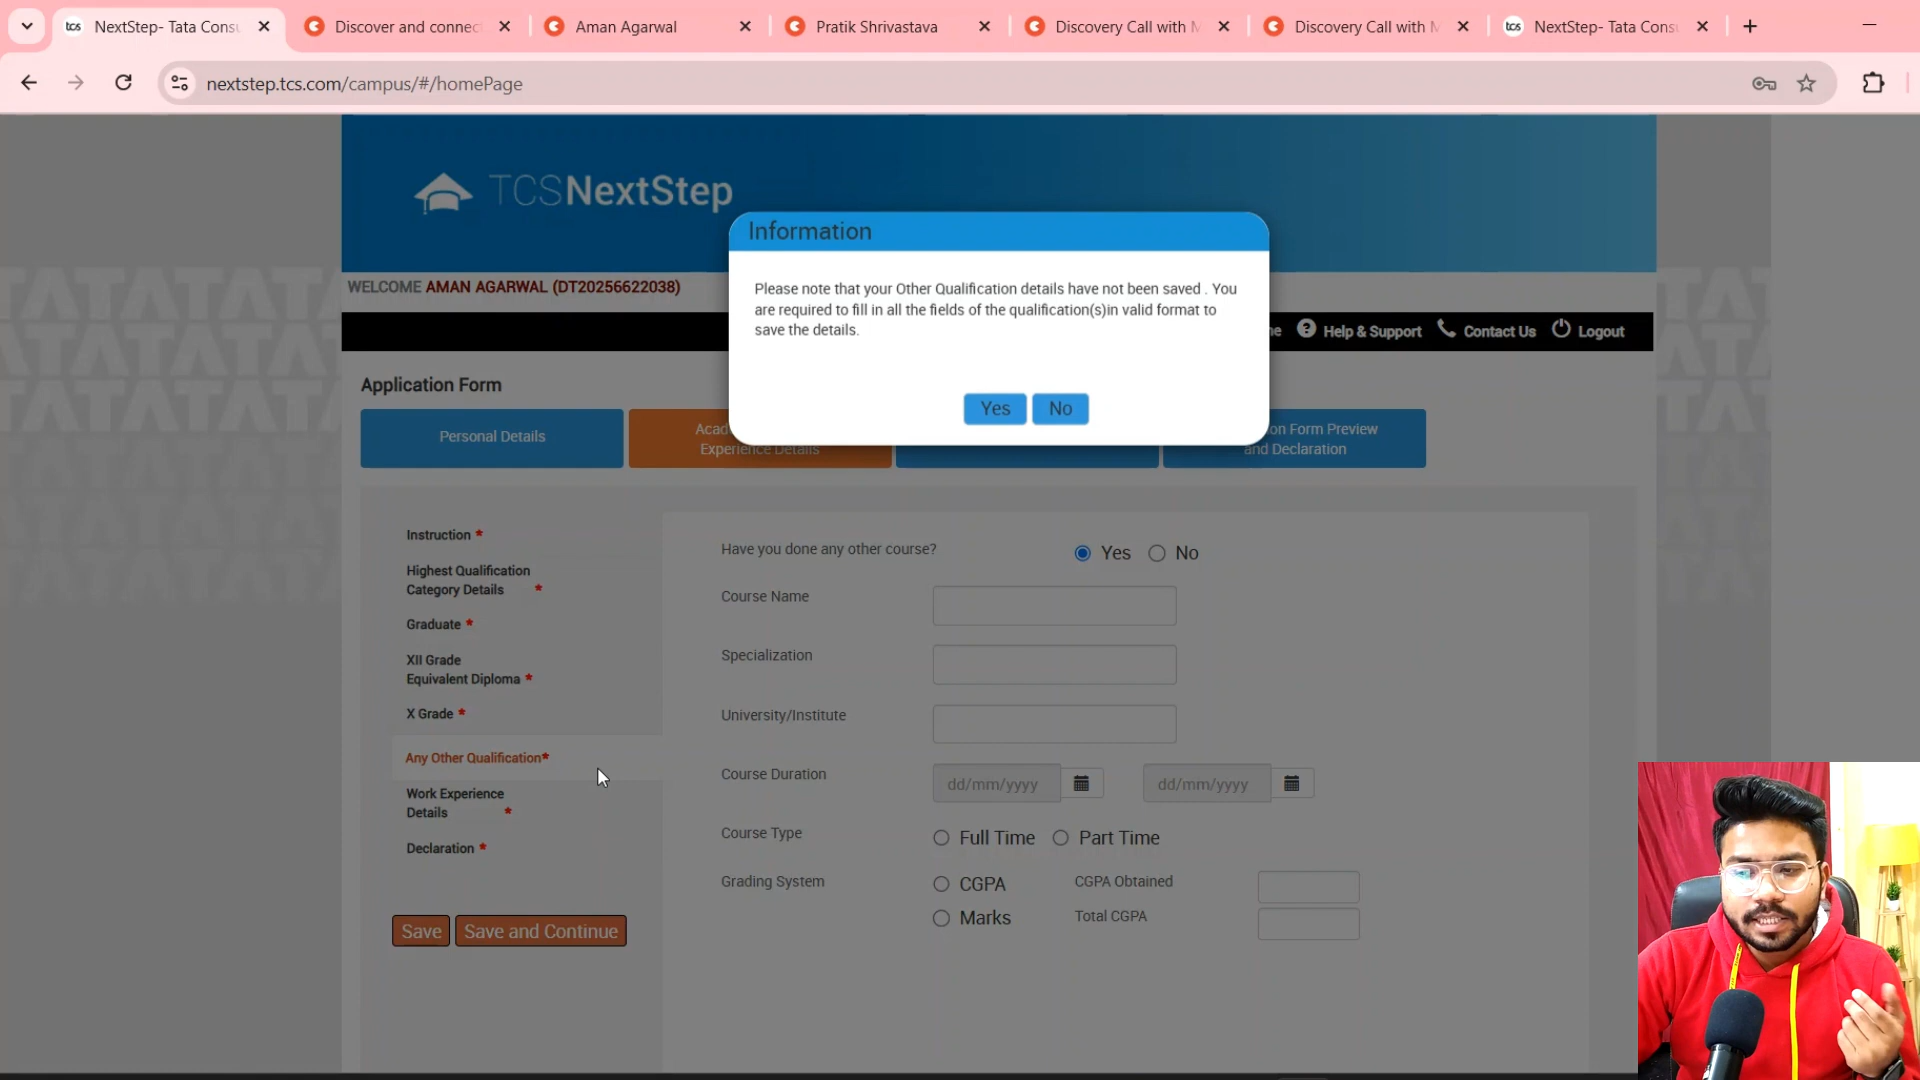 NextStep- Tata Consu
Discover and connec
Aman Agarwal
Pratik Shrivastava
Discovery Call with M
Discovery Call with M
tcs NextStep- Tata Cons
nextstep.tcs.com/campus/#/homePage
TCSNextStep
Information
Please note that your Other Qualification details have not been saved . You
are required to fill in all the fields of the qualification(s)in valid format to
save the details.
Yes No
WELCOME AMAN AGARWAL (DT20256622038)
Help & Support Contact Us Logout
Application Form
Personal Details
Acad
Experience Details
on Form Preview
and Declaration
Instruction *
Highest Qualification
Category Details *
Graduate *
XII Grade
Equivalent Diploma *
X Grade *
Any Other Qualification*
Work Experience
Details *
Declaration *
Save Save and Continue
Have you done any other course? Yes No
Course Name
Specialization
University/Institute
Course Duration dd/mm/yyyy dd/mm/yyyy
Course Type Full Time Part Time
Grading System CGPA CGPA Obtained
Marks Total CGPA